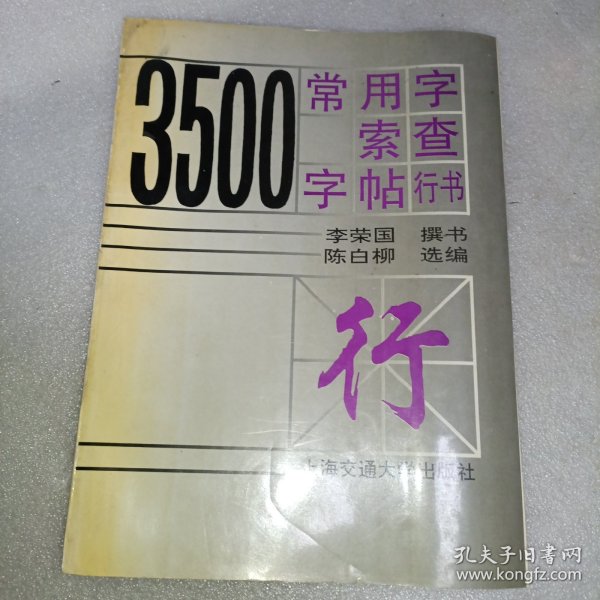 3500
常用字
索查
字帖行书
李荣国 撰书
陈白柳 选编
行
上海交通大学出版社
孔夫子旧书网
www.kongfz.com